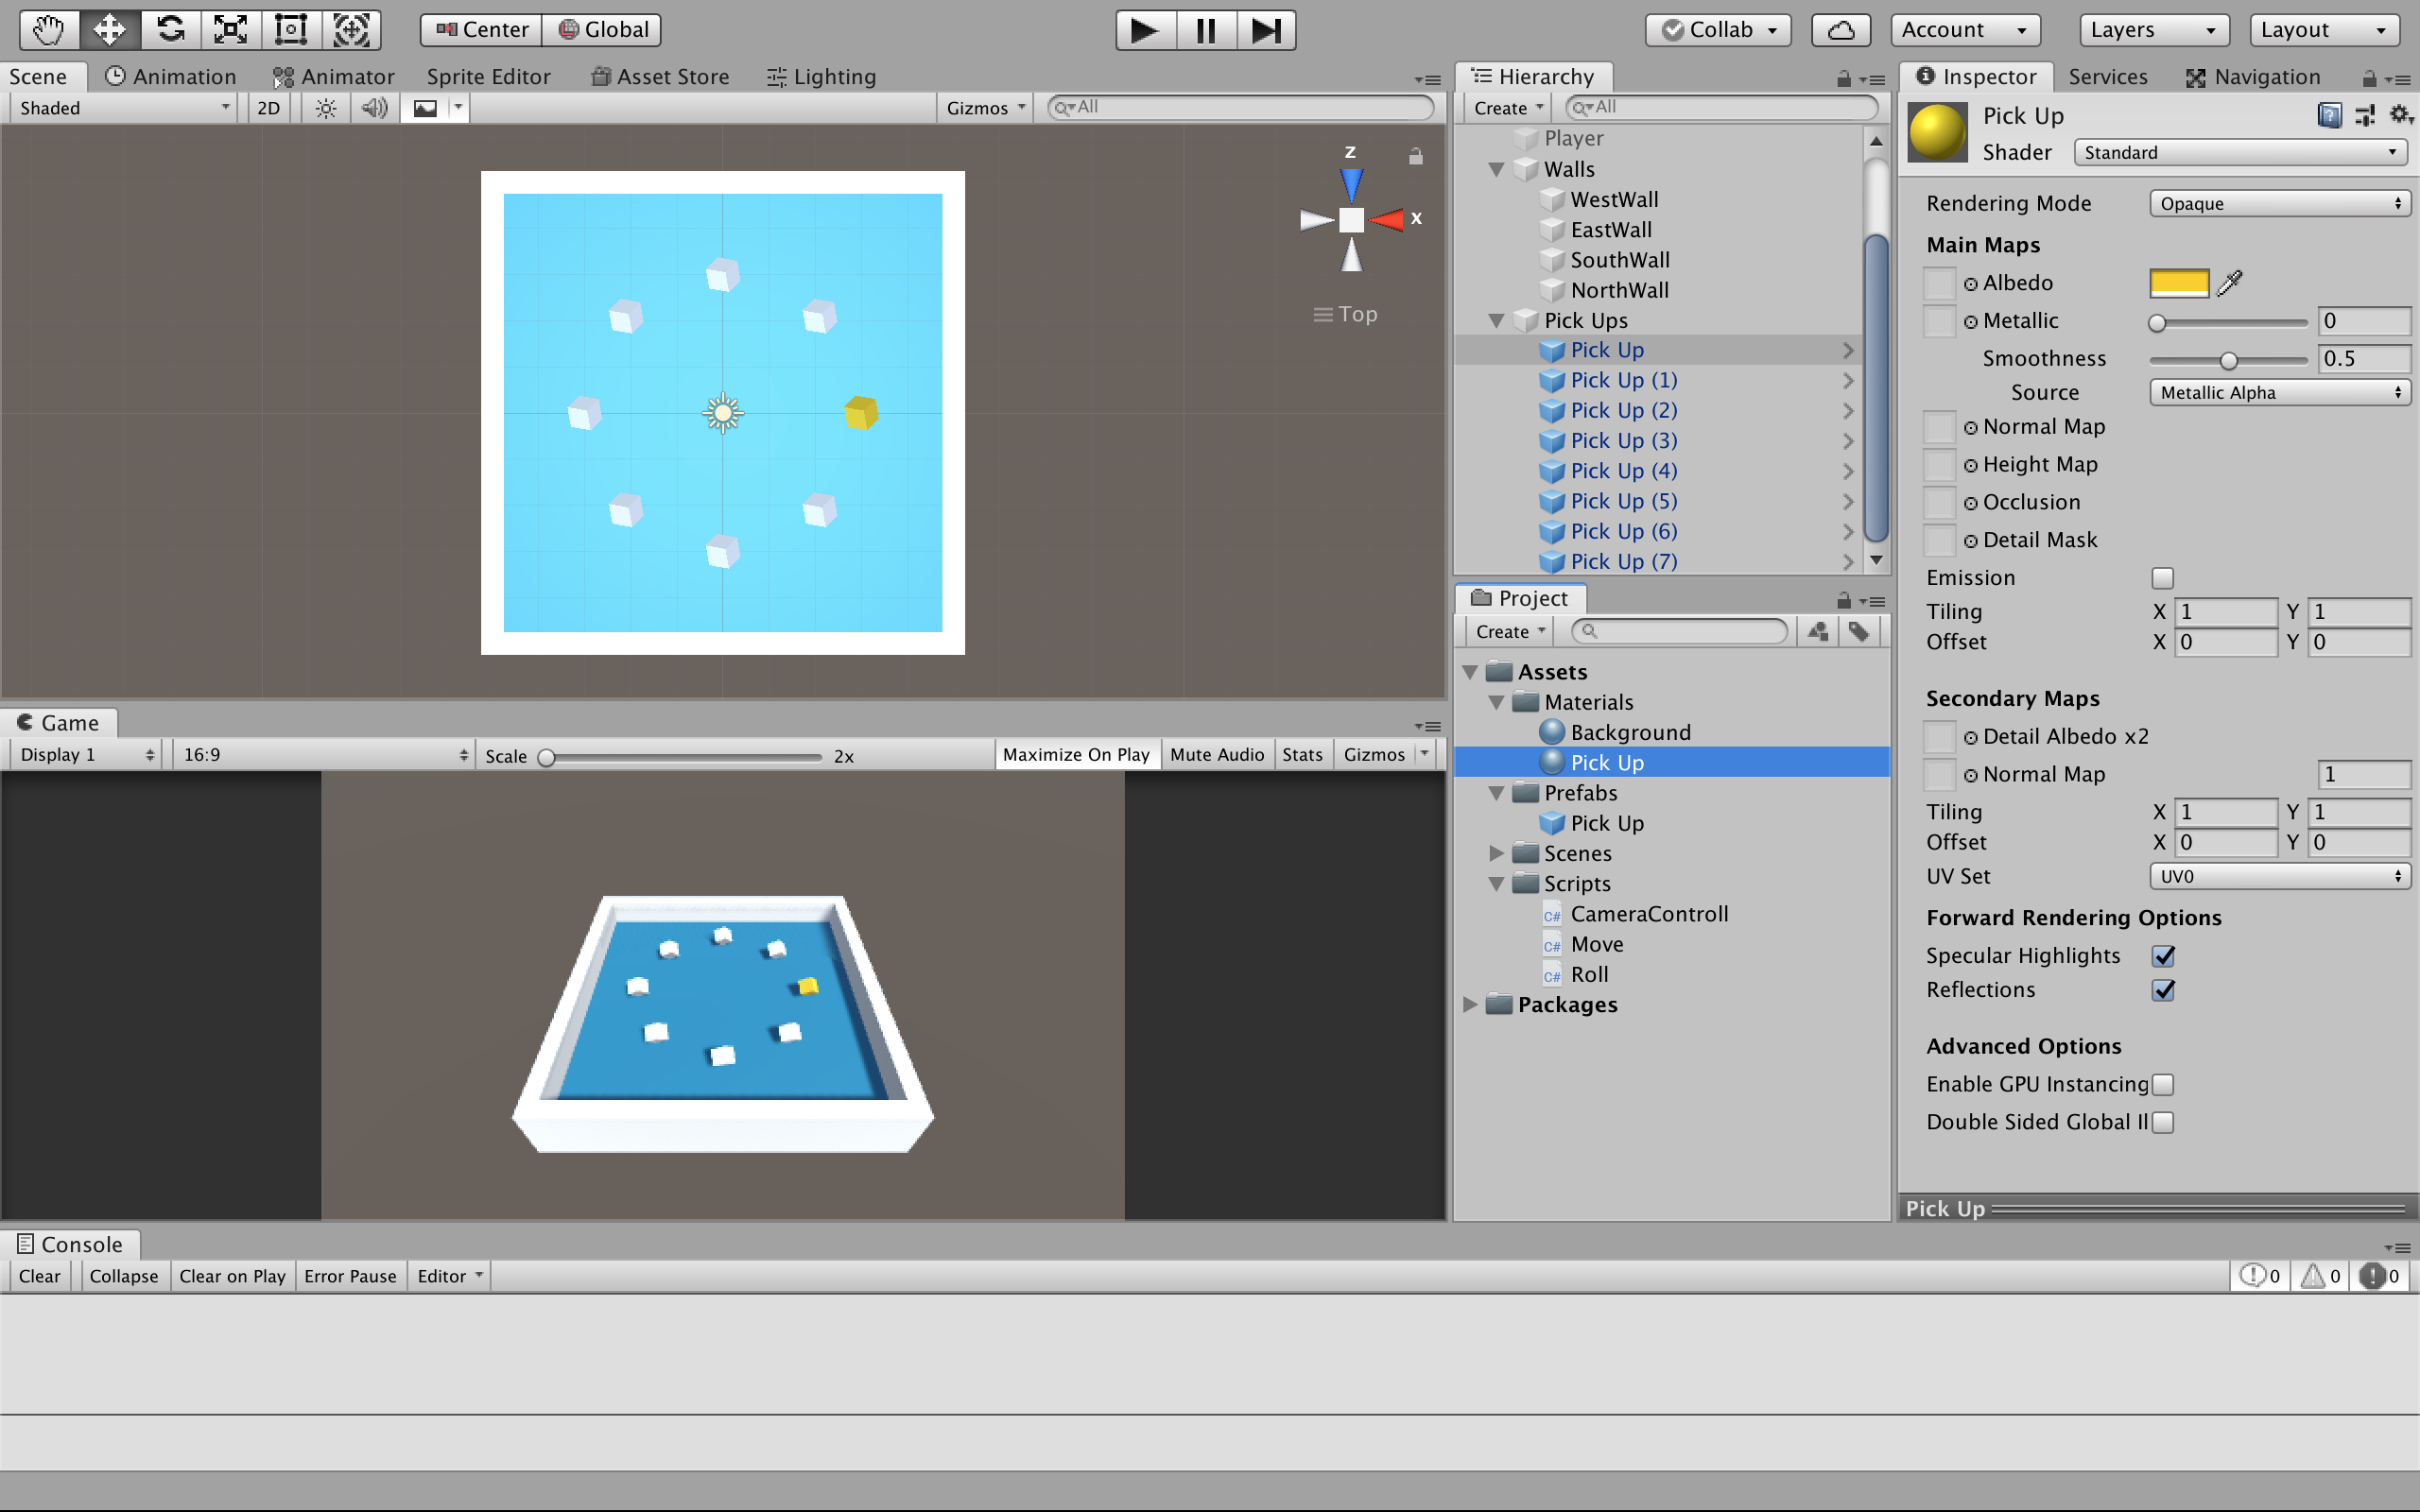 Center Global
Collab Account Layers Layout
Scene Animation Animator Sprite Editor Asset Store Lighting
Shaded 2D Gizmos All
z
x
Top
Game
Display 1 16:9 Scale 2x Maximize On Play Mute Audio Stats Gizmos
Hierarchy
Create All
Player
Walls
WestWall
EastWall
SouthWall
NorthWall
Pick Ups
Pick Up
Pick Up (1)
Pick Up (2)
Pick Up (3)
Pick Up (4)
Pick Up (5)
Pick Up (6)
Pick Up (7)
Project
Create
Assets
Materials
Background
Pick Up
Prefabs
Pick Up
Scenes
Scripts
C# CameraControll
C# Move
C# Roll
Packages
Inspector Services Navigation
Pick Up
Shader Standard
Rendering Mode Opaque
Main Maps
Albedo
Metallic 0
Smoothness 0.5
Source Metallic Alpha
Normal Map
Height Map
Occlusion
Detail Mask
Emission
Tiling X 1 Y 1
Offset X 0 Y 0
Secondary Maps
Detail Albedo x2
Normal Map 1
Tiling X 1 Y 1
Offset X 0 Y 0
UV Set UV0
Forward Rendering Options
Specular Highlights
Reflections
Advanced Options
Enable GPU Instancing
Double Sided Global Il
Pick Up
Console
Clear Collapse Clear on Play Error Pause Editor 0 0 0